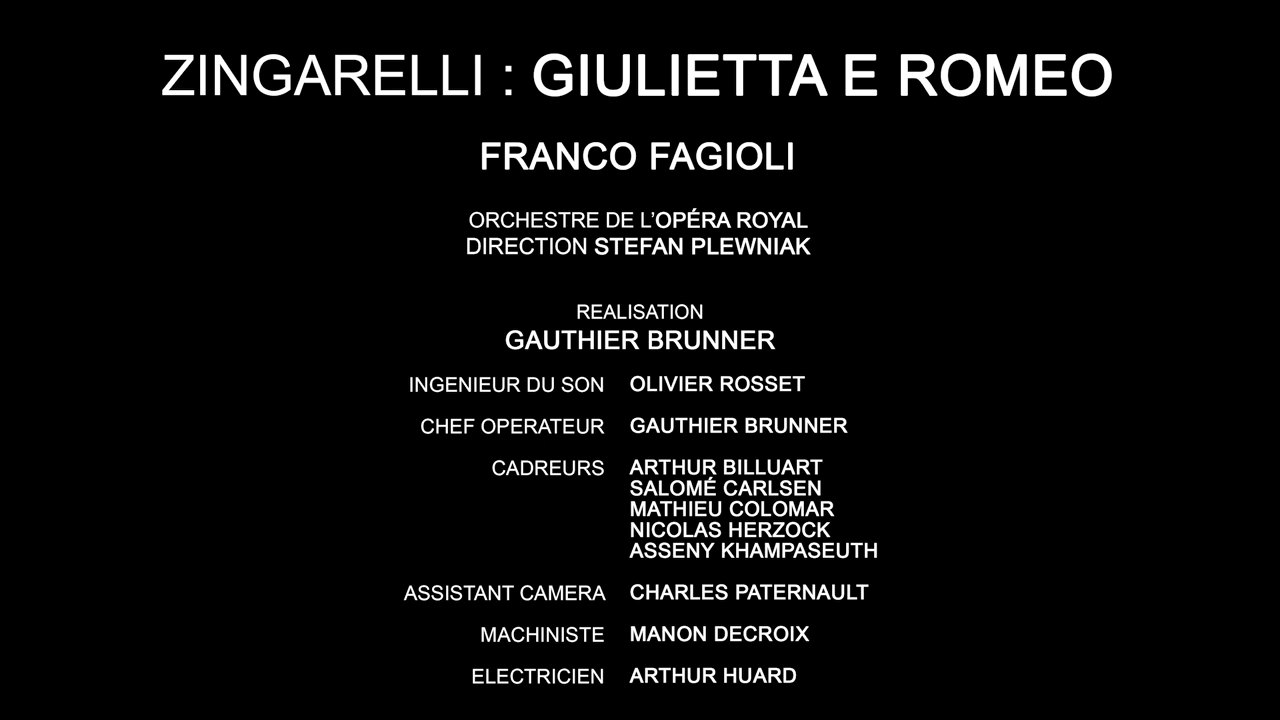 ZINGARELLI : GIULIETTA E ROMEO
FRANCO FAGIOLI
ORCHESTRE DE L’OPÉRA ROYAL
DIRECTION STEFAN PLEWNIAK
REALISATION
GAUTHIER BRUNNER
INGENIEUR DU SON OLIVIER ROSSET
CHEF OPERATEUR GAUTHIER BRUNNER
CADREURS ARTHUR BILLUART
SALOMÉ CARLSEN
MATHIEU COLOMAR
NICOLAS HERZOCK
ASSENY KHAMPASEUTH
ASSISTANT CAMERA CHARLES PATERNAULT
MACHINISTE MANON DECROIX
ELECTRICIEN ARTHUR HUARD